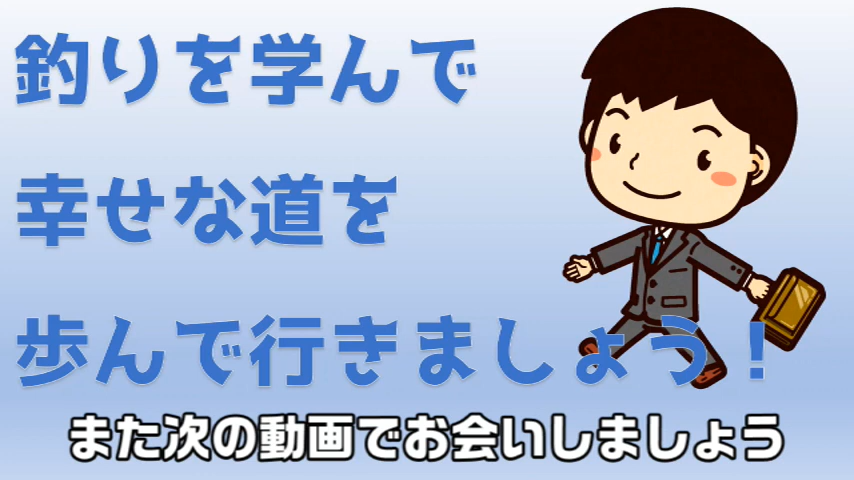 釣りを学んで
幸せな道を
歩んで行きましょう！
また次の動画でお会いしましょう